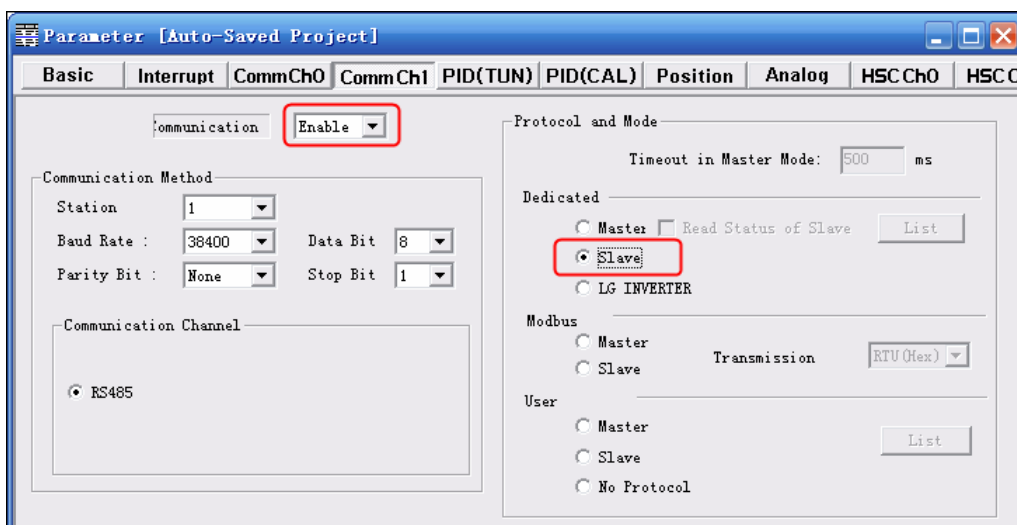 Parameter [Auto-Saved Project]
Basic Interrupt CommCh0 CommCh1 PID(TUN) PID(CAL) Position Analog HSC Ch0 HSC C
ommunication Enable
Communication Method
Station 1
Baud Rate : 38400 Data Bit 8
Parity Bit : None Stop Bit 1
Communication Channel
RS485
Protocol and Mode
Timeout in Master Mode: 500 ms
Dedicated
Master Read Status of Slave List
Slave
LG INVERTER
Modbus
Master
Transmission RTU(Hex)
Slave
User
Master
List
Slave
No Protocol